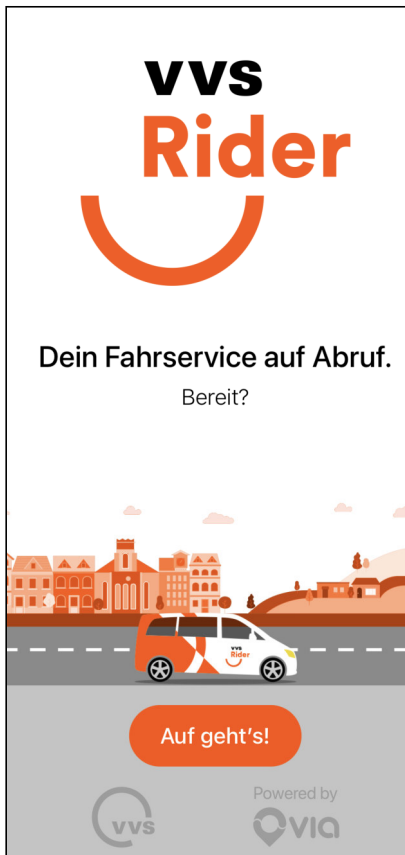 vvs
Rider
Dein Fahrservice auf Abruf.
Bereit?
vvs
Rider
Auf geht's!
vvs
Powered by
via